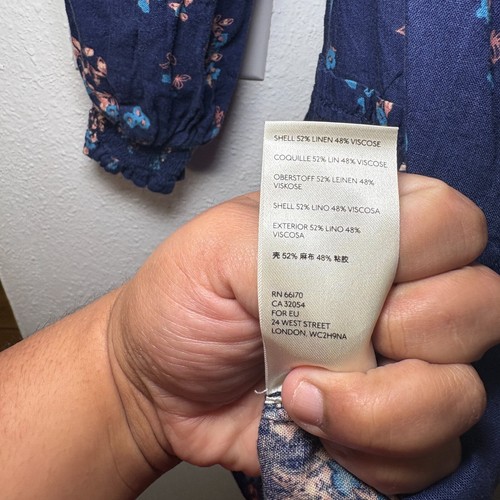 SHELL 52% LINEN 48% VISCOSE
COQUILLE 52% LIN 48% VISCOSE
OBERSTOFF 52% LEINEN 48%
VISKOSE
SHELL 52% LINO 48% VISCOSA
EXTERIOR 52% LINO 48%
VISCOSA
壳 52% 麻布 48% 粘胶
RN 66170
CA 32054
FOR EU
24 WEST STREET
LONDON, WC2H9NA